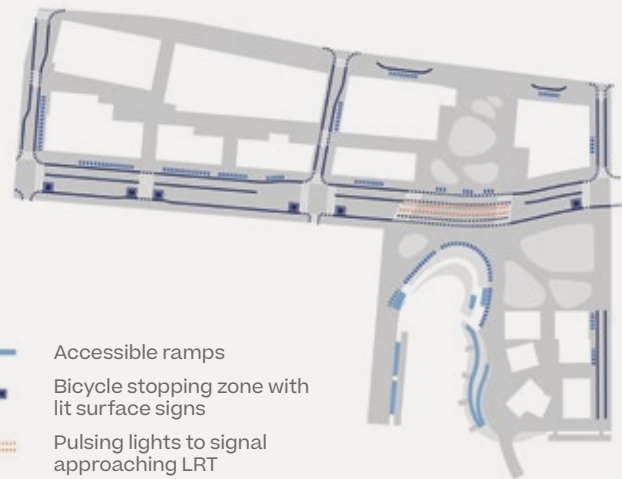 Accessible ramps
Bicycle stopping zone with
lit surface signs
Pulsing lights to signal
approaching LRT